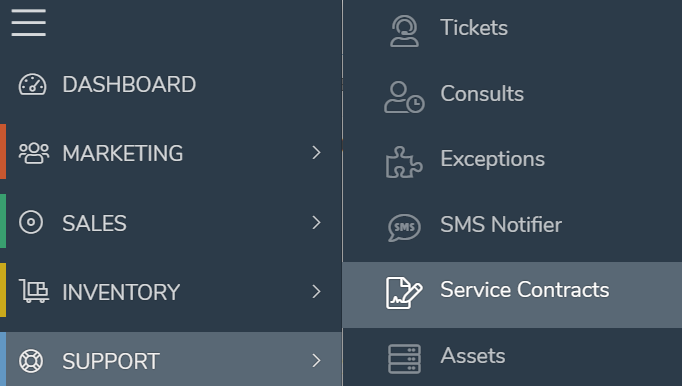 DASHBOARD
MARKETING
SALES
INVENTORY
SUPPORT
Tickets
Consults
Exceptions
SMS
SMS Notifier
Service Contracts
Assets